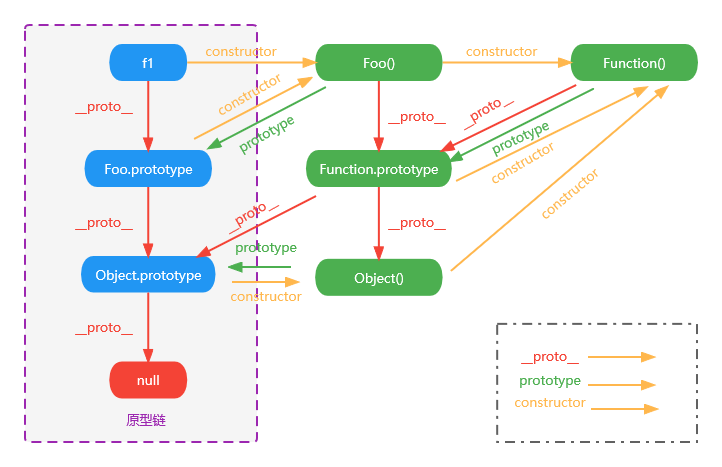 f1
constructor
Foo()
constructor
Function()
__proto__
constructor
prototype
__proto__
__proto__
prototype
constructor
Foo.prototype
Function.prototype
__proto__
__proto__
__proto__
constructor
prototype
Object.prototype
constructor
Object()
__proto__
null
原型链
__proto__
prototype
constructor